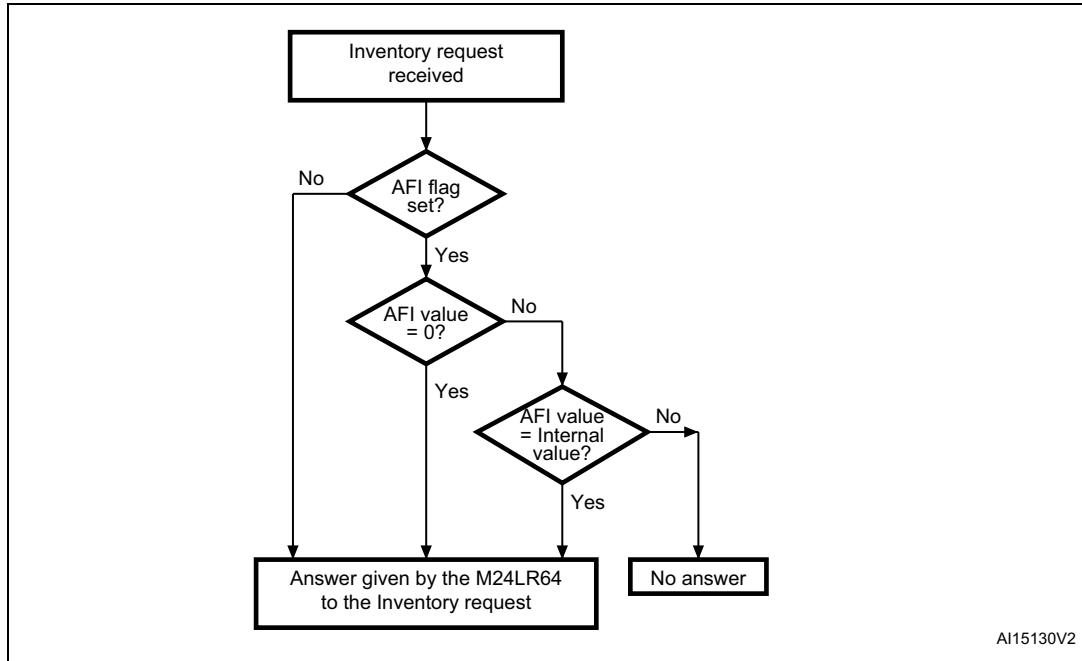 Inventory request
received
No
AFI flag
set?
Yes
AFI value
= 0?
No
Yes
AFI value
= Internal
value?
No
Yes
Answer given by the M24LR64
to the Inventory request
No answer
AI15130V2